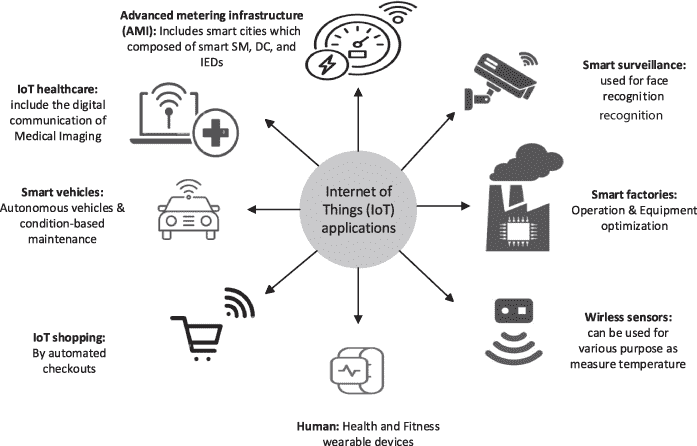 Advanced metering infrastructure
(AMI): Includes smart cities which
composed of smart SM, DC, and
IEDs
Smart surveillance:
used for face
recognition
recognition
IoT healthcare:
include the digital
communication of
Medical Imaging
Internet of
Things (IoT)
applications
Smart vehicles:
Autonomous vehicles &
condition-based
maintenance
Smart factories:
Operation & Equipment
optimization
IoT shopping:
By automated
checkouts
Wirless sensors:
can be used for
various purpose as
measure temperature
Human: Health and Fitness
wearable devices